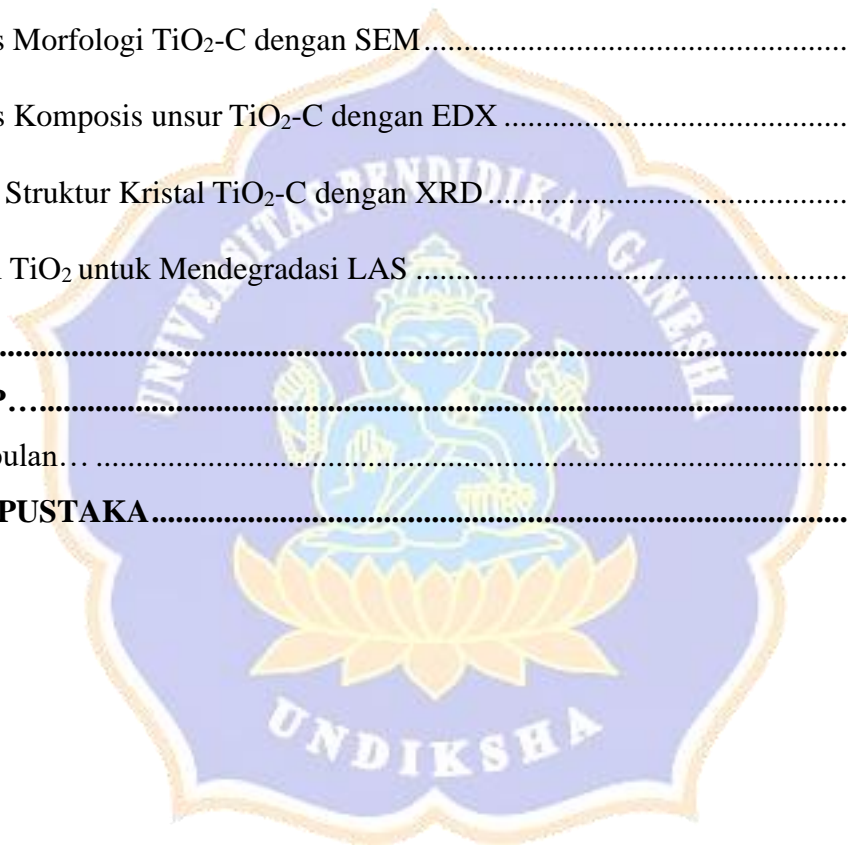 s Morfologi TiO₂-C dengan SEM......................................................
s Komposis unsur TiO₂-C dengan EDX ...........................................
Struktur Kristal TiO₂-C dengan XRD..............................................
TiO₂ untuk Mendegradasi LAS .......................................................
...........................................................................................................
P…......................................................................................................
pulan… ...............................................................................................
PUSTAKA.........................................................................................
UNIVERSITAS PENDIDIKAN GANESHA
UNDIKSHA